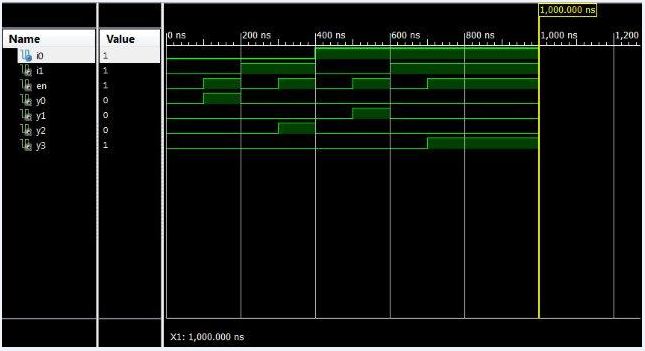 1,000.000 ns
Name Value
0 ns 200 ns 400 ns 600 ns 800 ns 1,000 ns 1,200
i0 1
i1 1
en 1
y0 0
y1 0
y2 0
y3 1
X1: 1,000.000 ns